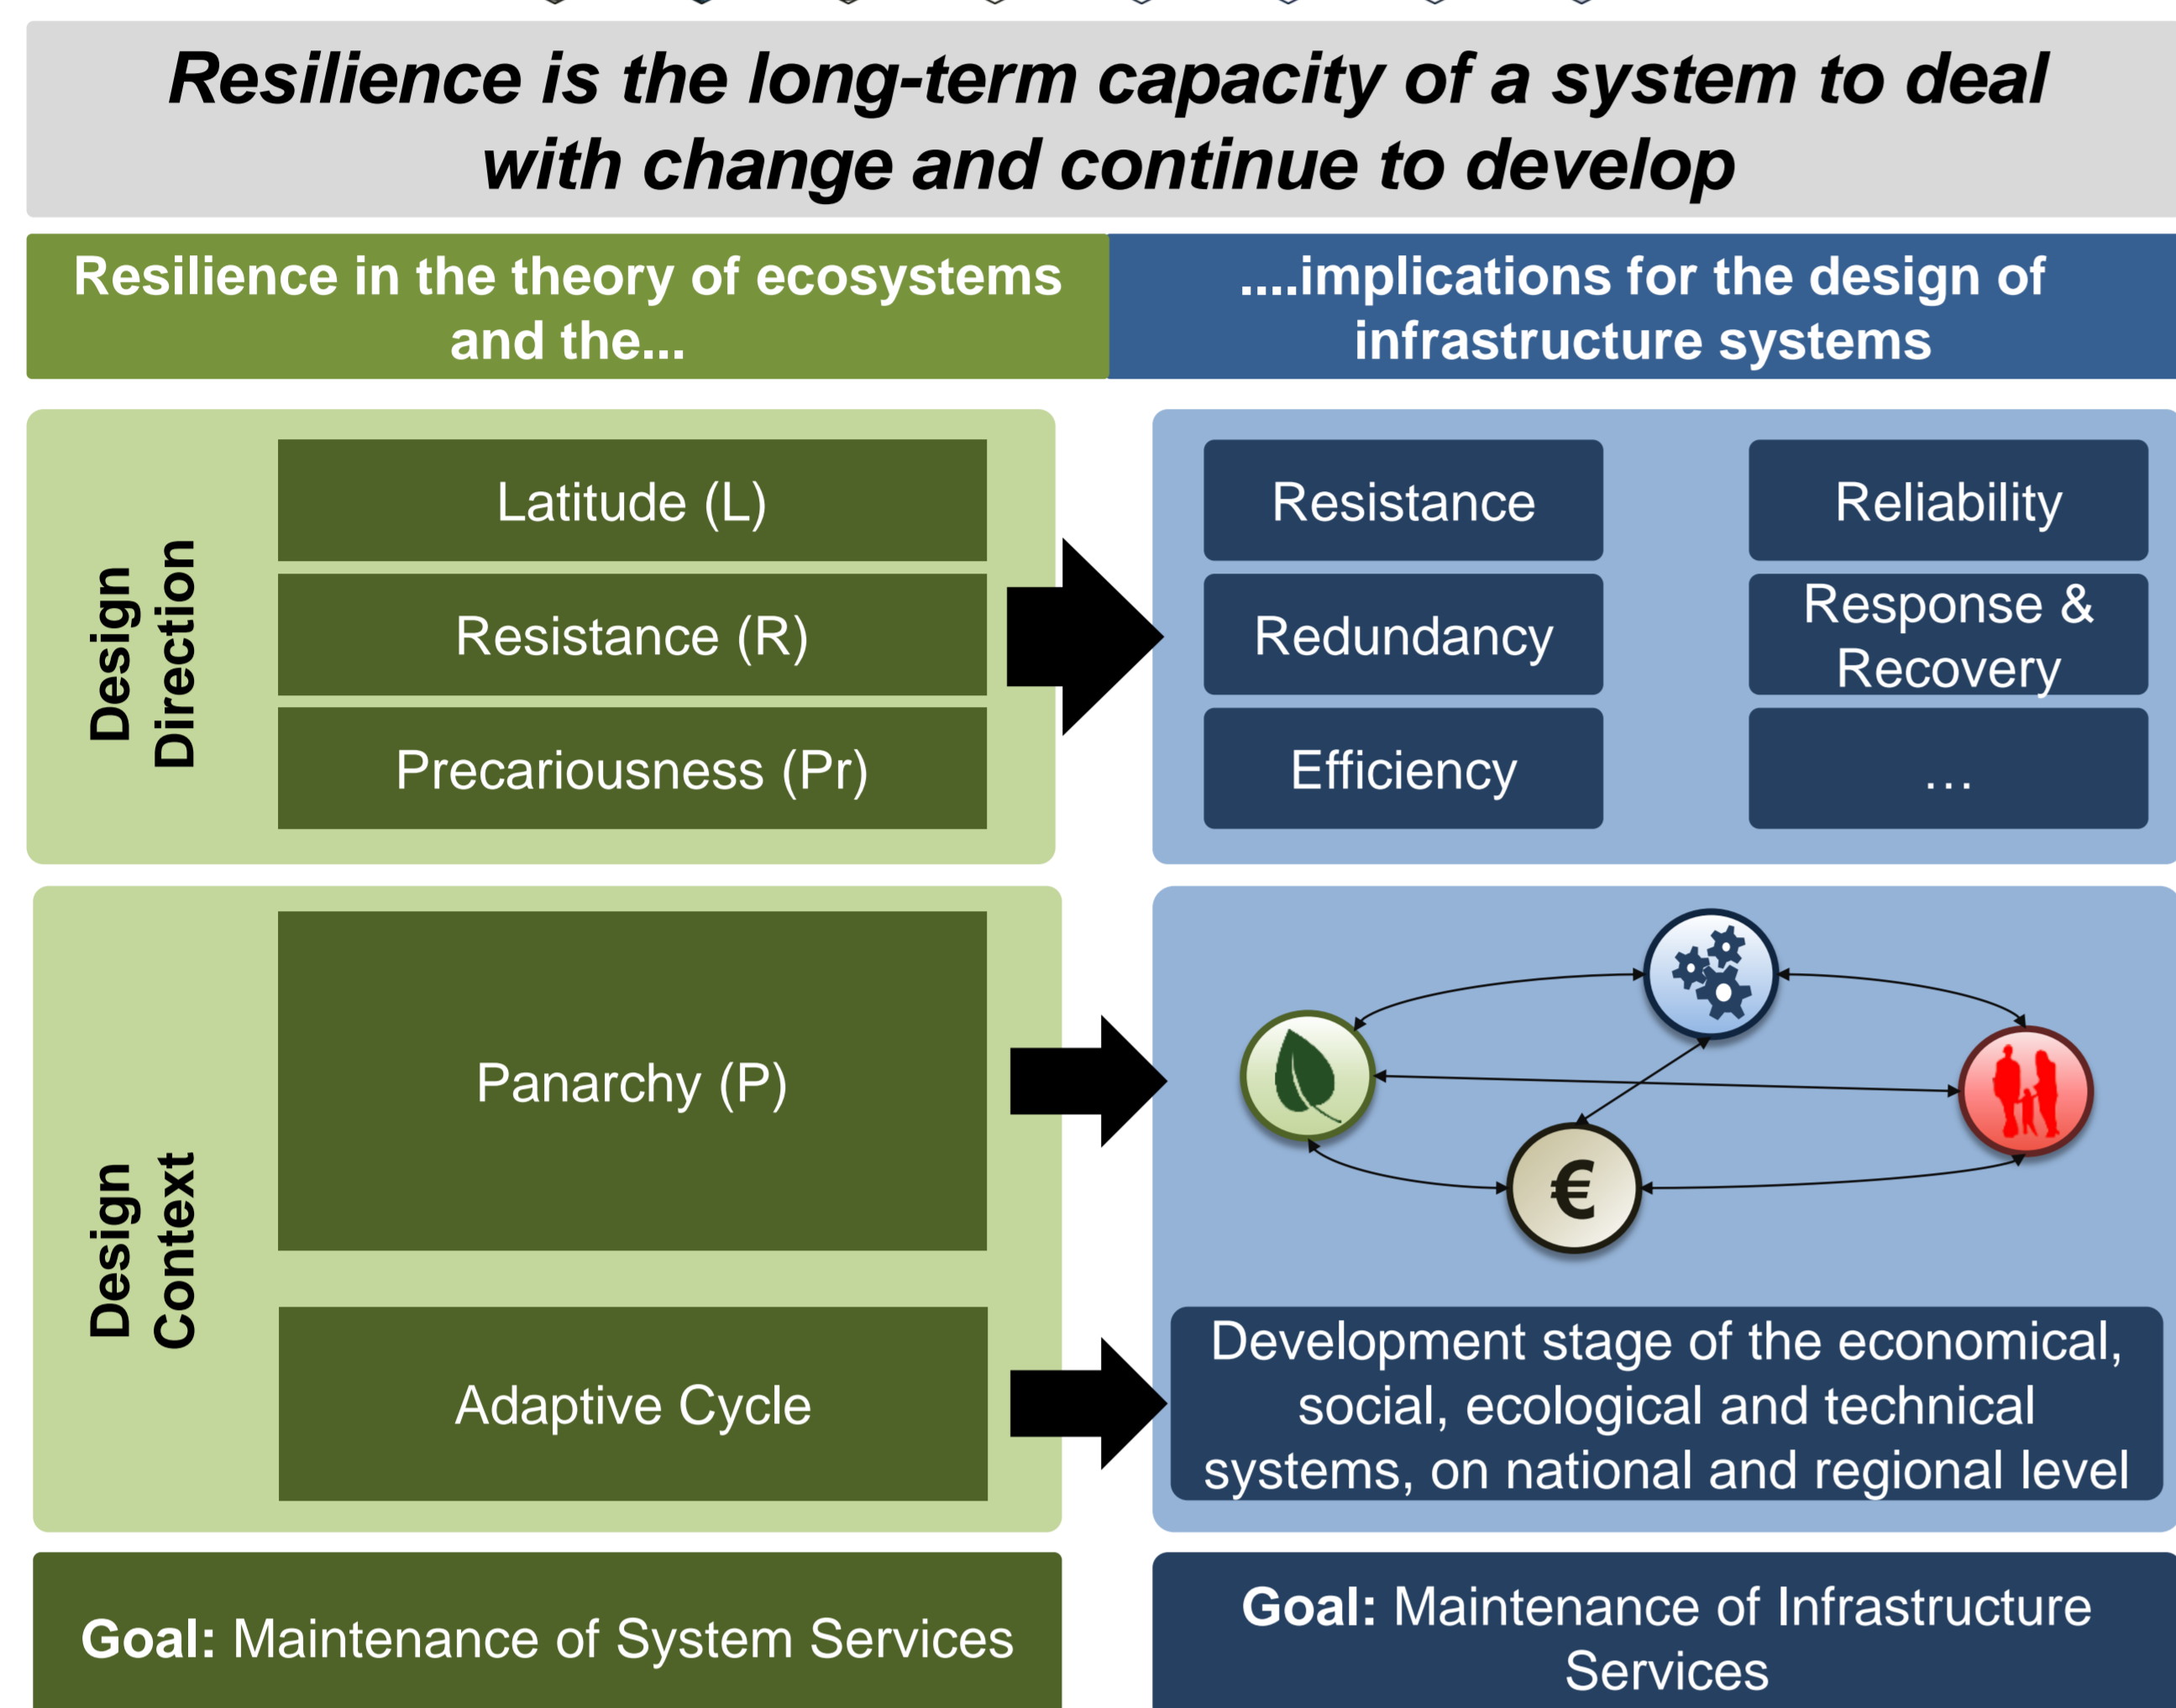 Resilience is the long-term capacity of a system to deal
with change and continue to develop
Resilience in the theory of ecosystems
and the...
....implications for the design of
infrastructure systems
Design
Direction
Latitude (L)
Resistance (R)
Precariousness (Pr)
Resistance
Reliability
Redundancy
Response &
Recovery
Efficiency
...
Design
Context
Panarchy (P)
€
Adaptive Cycle
Development stage of the economical,
social, ecological and technical
systems, on national and regional level
Goal: Maintenance of System Services
Goal: Maintenance of Infrastructure
Services